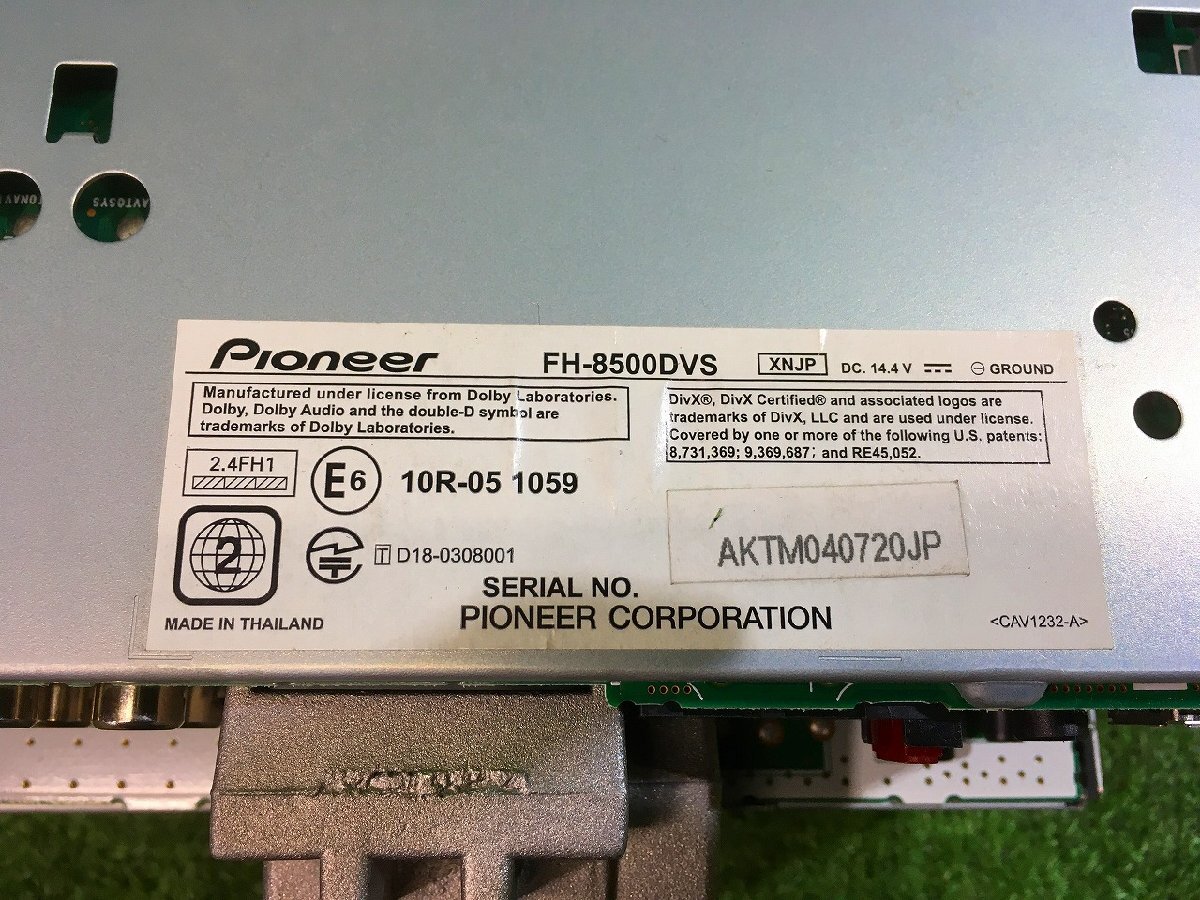 AVTOSYS
Pioneer FH-8500DVS XNJP DC. 14.4 V GROUND
Manufactured under license from Dolby Laboratories.
Dolby, Dolby Audio and the double-D symbol are
trademarks of Dolby Laboratories.
DivX®, DivX Certified® and associated logos are
trademarks of DivX, LLC and are used under license.
Covered by one or more of the following U.S. patents:
8,731,369; 9,369,687; and RE45,052.
2.4FH1
E6 10R-05 1059
2
T D18-0308001
AKTM040720JP
SERIAL NO.
MADE IN THAILAND PIONEER CORPORATION <CAV1232-A>